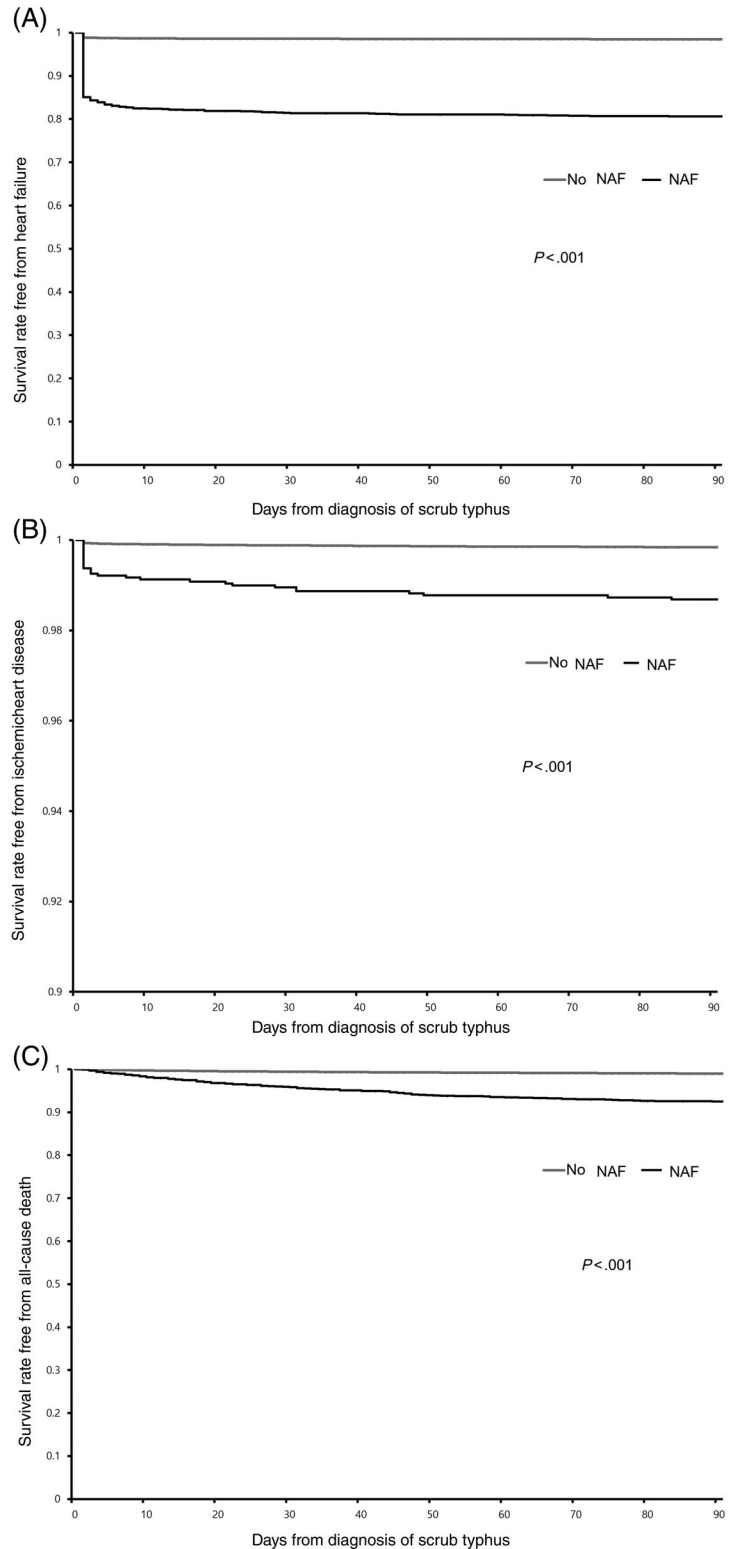 (A)
Survival rate free from heart failure
1
0.9
0.8
0.7
0.6
0.5
0.4
0.3
0.2
0.1
0
No NAF NAF
P<.001
0 10 20 30 40 50 60 70 80 90
Days from diagnosis of scrub typhus
(B)
Survival rate free from ischemicheart disease
1
0.98
0.96
0.94
0.92
0.9
No NAF NAF
P<.001
0 10 20 30 40 50 60 70 80 90
Days from diagnosis of scrub typhus
(C)
Survival rate free from all-cause death
1
0.9
0.8
0.7
0.6
0.5
0.4
0.3
0.2
0.1
0
No NAF NAF
P<.001
0 10 20 30 40 50 60 70 80 90
Days from diagnosis of scrub typhus